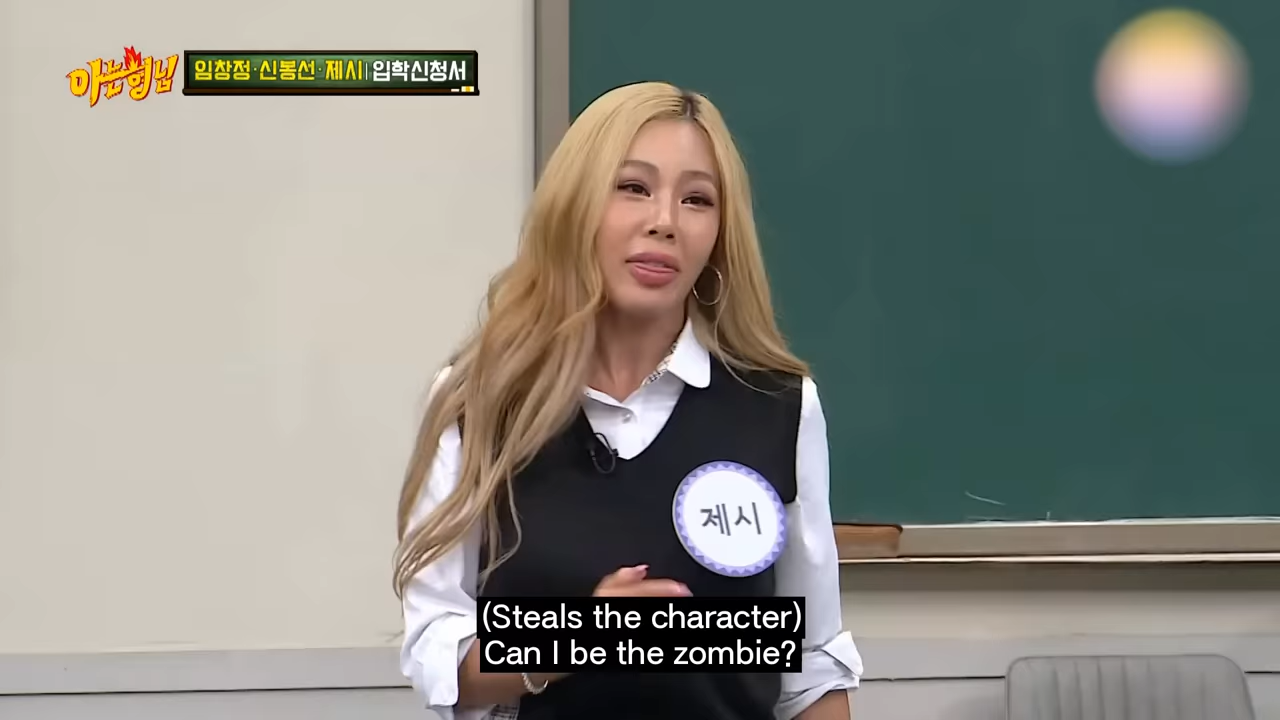 아는형님
임창정·신봉선·제시 | 입학신청서
제시
(Steals the character)
Can I be the zombie?